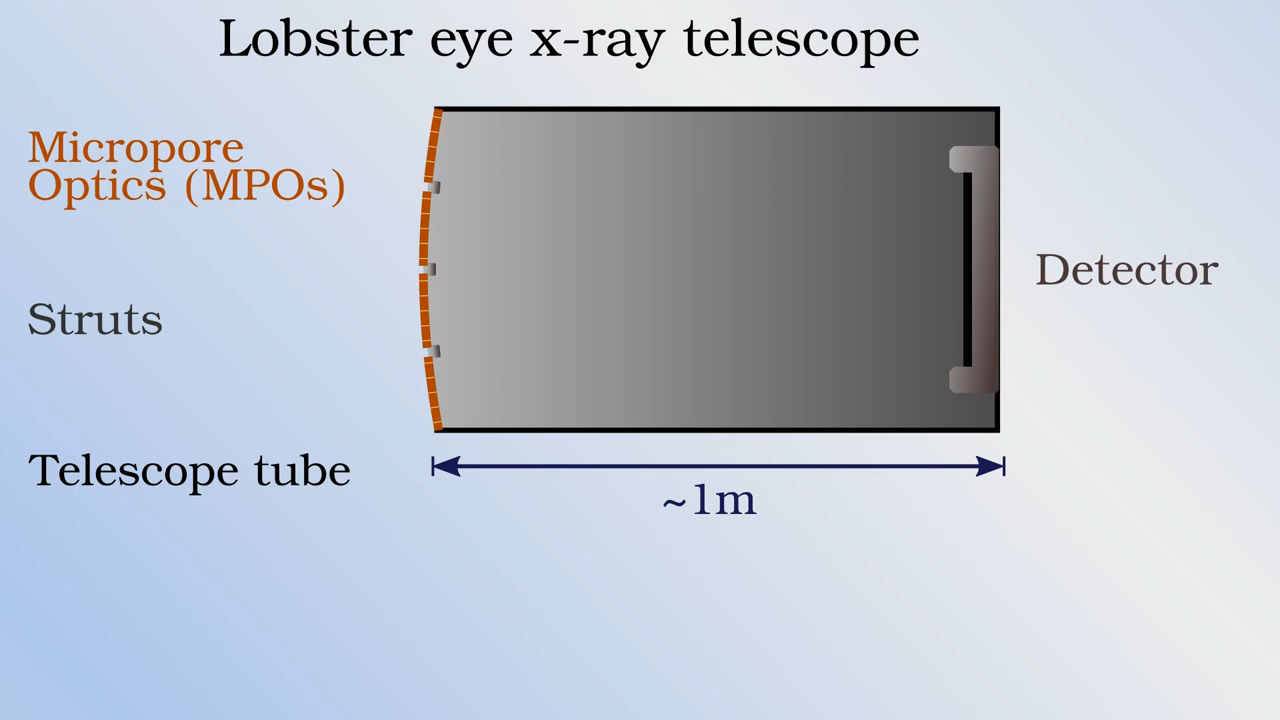 Lobster eye x-ray telescope
Micropore
Optics (MPOs)
Struts
Telescope tube
Detector
~1m